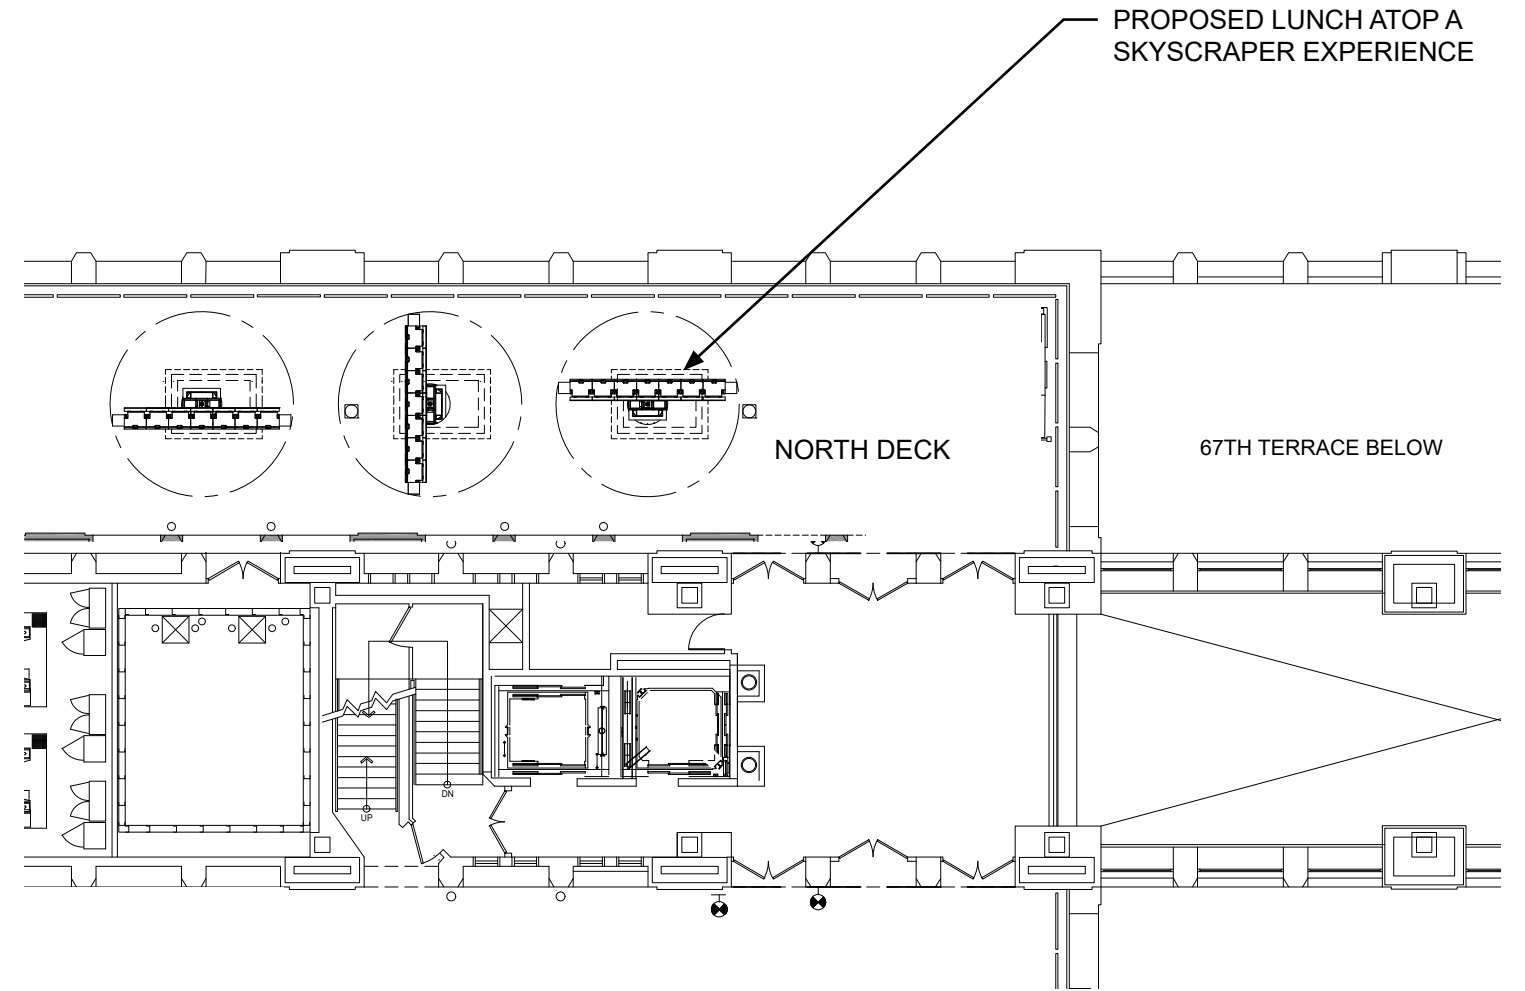 PROPOSED LUNCH ATOP A
SKYSCRAPER EXPERIENCE
NORTH DECK
67TH TERRACE BELOW
DN
UP